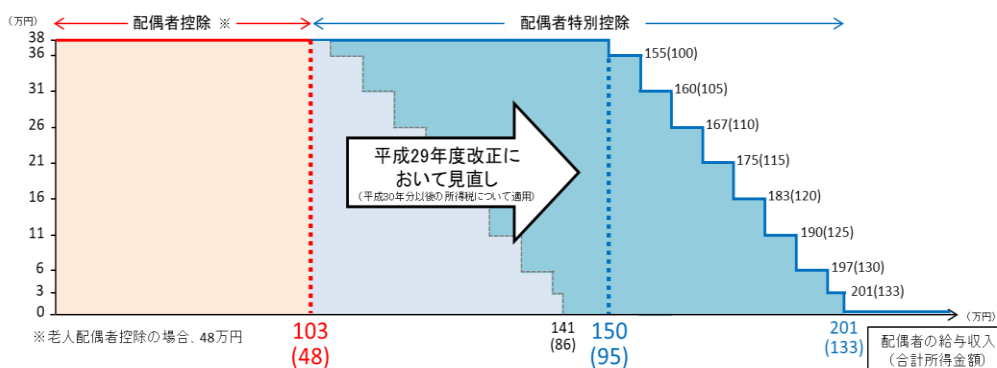 (万円)
配偶者控除 ※
配偶者特別控除
38
36
31
26
21
16
11
6
3
0
155(100)
160(105)
167(110)
175(115)
183(120)
190(125)
197(130)
201(133)
平成29年度改正に
おいて見直し
(平成30年分以後の所得税について適用)
※老人配偶者控除の場合、48万円
103
(48)
141
(86)
150
(95)
201
(133)
(万円)
配偶者の給与収入
(合計所得金額)